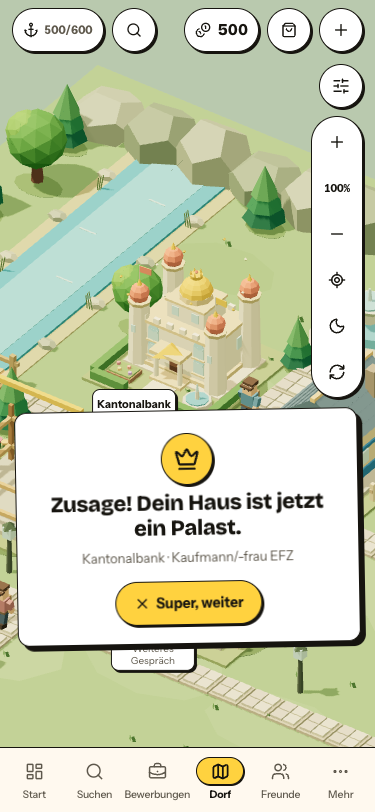 500/600
500
100%
Kantonalbank
Zusage! Dein Haus ist jetzt
ein Palast.
Kantonalbank · Kaufmann/-frau EFZ
Super, weiter
Weiteres
Gespräch
Start
Suchen
Bewerbungen
Dorf
Freunde
Mehr